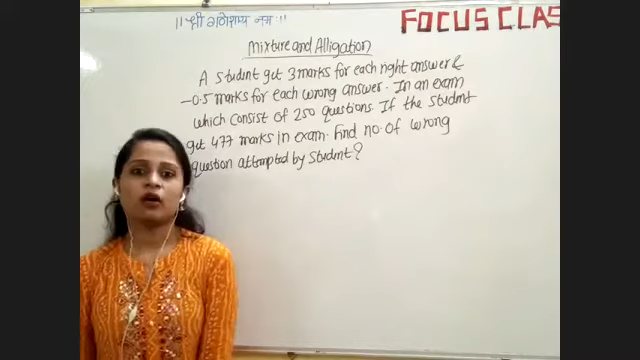 ।। श्री गणेशाय नमः ।।
FOCUS CLAS
Mixture and Alligation
A student get 3 marks for each right answer &
-0.5 marks for each wrong answer. In an exam
which consist of 250 questions. If the student
get 477 marks in exam. Find no. of wrong
question attempted by student?